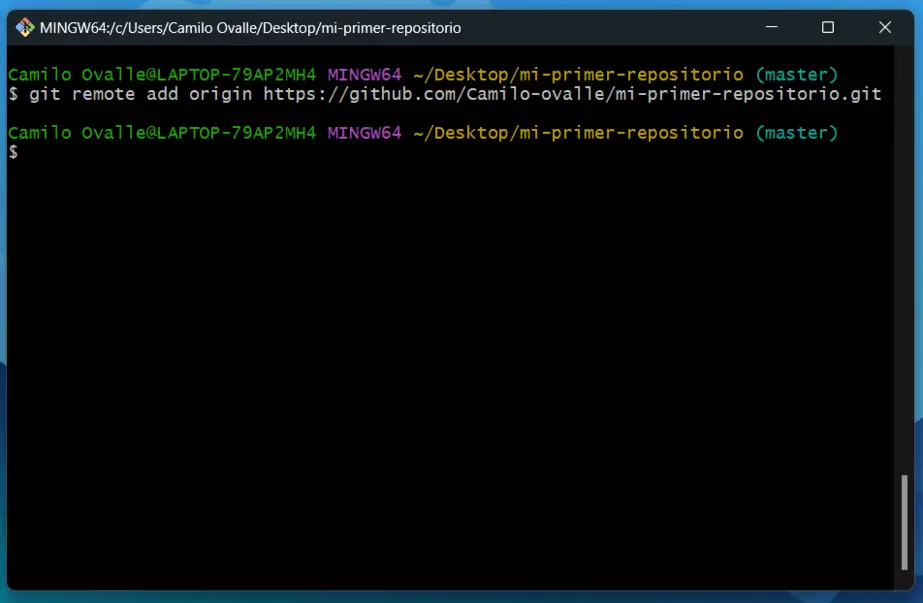 MINGW64:/c/Users/Camilo Ovalle/Desktop/mi-primer-repositorio
Camilo Ovalle@LAPTOP-79AP2MH4 MINGW64 ~/Desktop/mi-primer-repositorio (master)
$ git remote add origin https://github.com/Camilo-ovalle/mi-primer-repositorio.git
Camilo Ovalle@LAPTOP-79AP2MH4 MINGW64 ~/Desktop/mi-primer-repositorio (master)
$